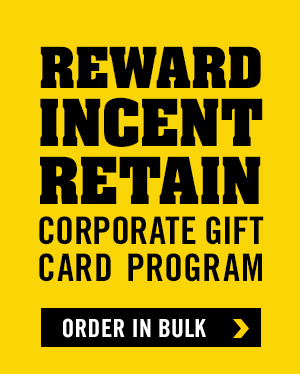 REWARD
INCENT
RETAIN
CORPORATE GIFT
CARD PROGRAM
ORDER IN BULK